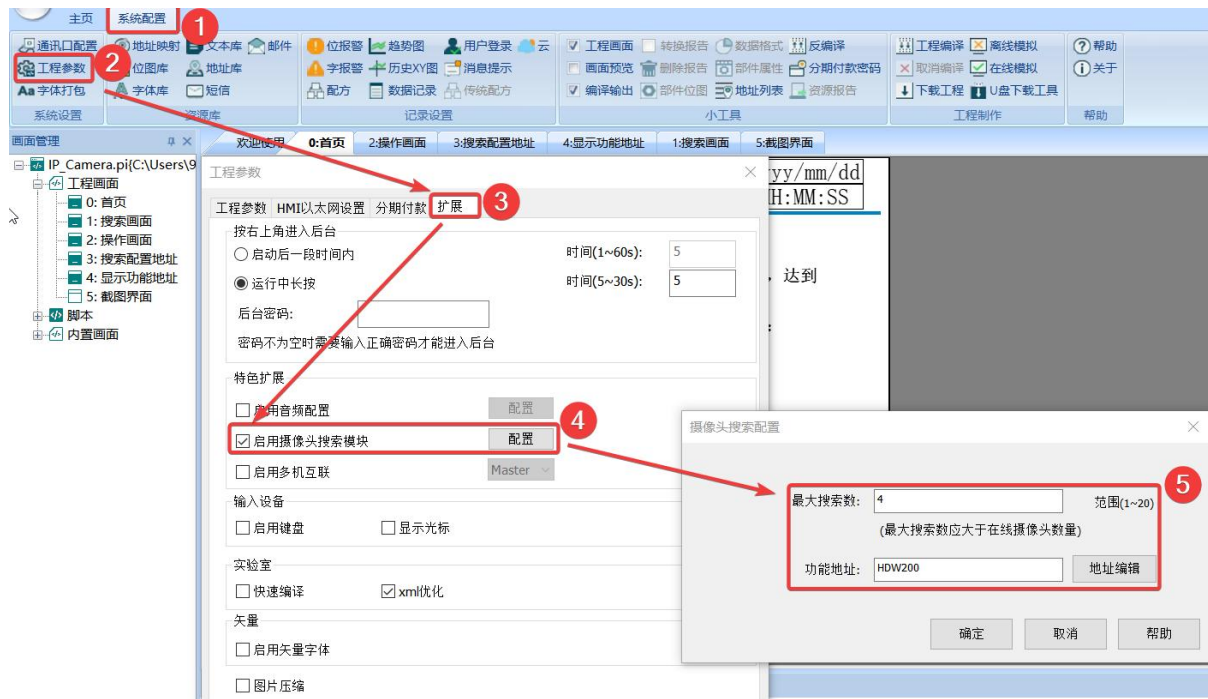 主页 系统配置 1
通讯口配置 地址映射 文本库 邮件 位报警 趋势图 用户登录 云 工程画面 转换报告 数据格式 反编译 工程编译 离线模拟 帮助
工程参数 2 位图库 地址库 字报警 历史XY图 消息提示 画面预览 删除报告 部件属性 分期付款密码 取消编译 在线模拟 关于
Aa 字体打包 字体库 短信 配方 数据记录 传统配方 编译输出 部件位图 地址列表 资源报告 下载工程 U盘下载工具
系统设置 资源库 记录设置 小工具 工程制作 帮助
画面管理 欢迎使用 0:首页 2:操作画面 3:搜索配置地址 4:显示功能地址 1:搜索画面 5:截图界面
IP_Camera.pi{C:\Users\9
工程画面
0: 首页
1: 搜索画面
2: 操作画面
3: 搜索配置地址
4: 显示功能地址
5: 截图界面
脚本
内置画面
工程参数
yy/mm/dd
H:MM:SS
工程参数 HMI以太网设置 分期付款 扩展 3
按右上角进入后台
启动后一段时间内 时间(1~60s): 5
运行中长按 时间(5~30s): 5
,达到
后台密码:
密码不为空时需要输入正确密码才能进入后台
特色扩展
启用音频配置 配置
启用摄像头搜索模块 配置 4
启用多机互联 Master
输入设备
启用键盘 显示光标
实验室
快速编译 xml优化
矢量
启用矢量字体
图片压缩
摄像头搜索配置
5
最大搜索数: 4 范围(1~20)
(最大搜索数应大于在线摄像头数量)
功能地址: HDW200 地址编辑
确定 取消 帮助